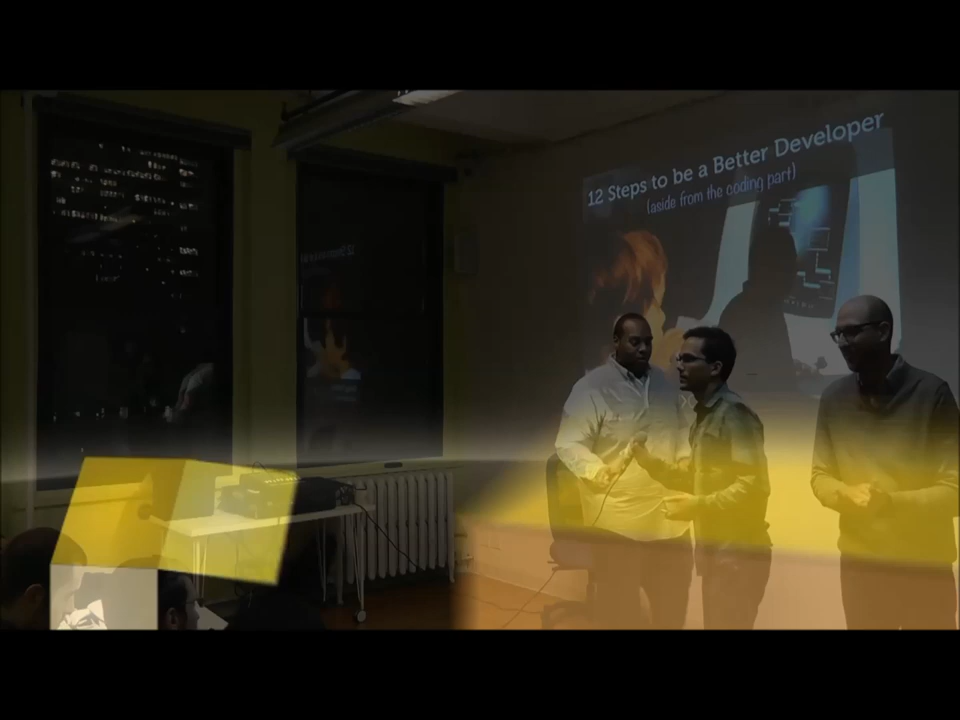 12 Steps to be a Better Developer
(aside from the coding part)